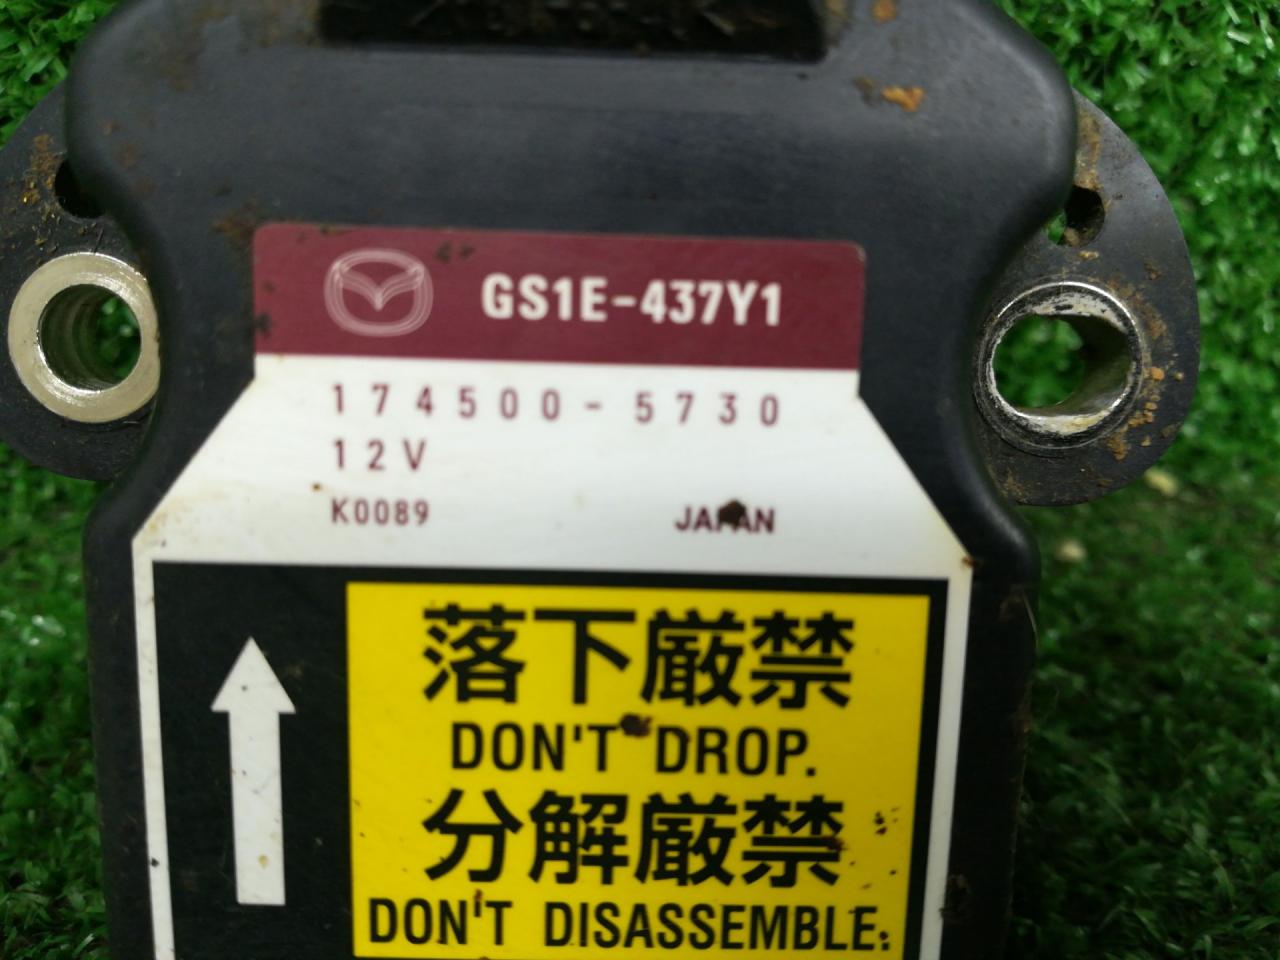 GS1E-437Y1
174500-5730
12V
K0089 JAPAN
落下厳禁
DON'T DROP.
分解厳禁
DON'T DISASSEMBLE.